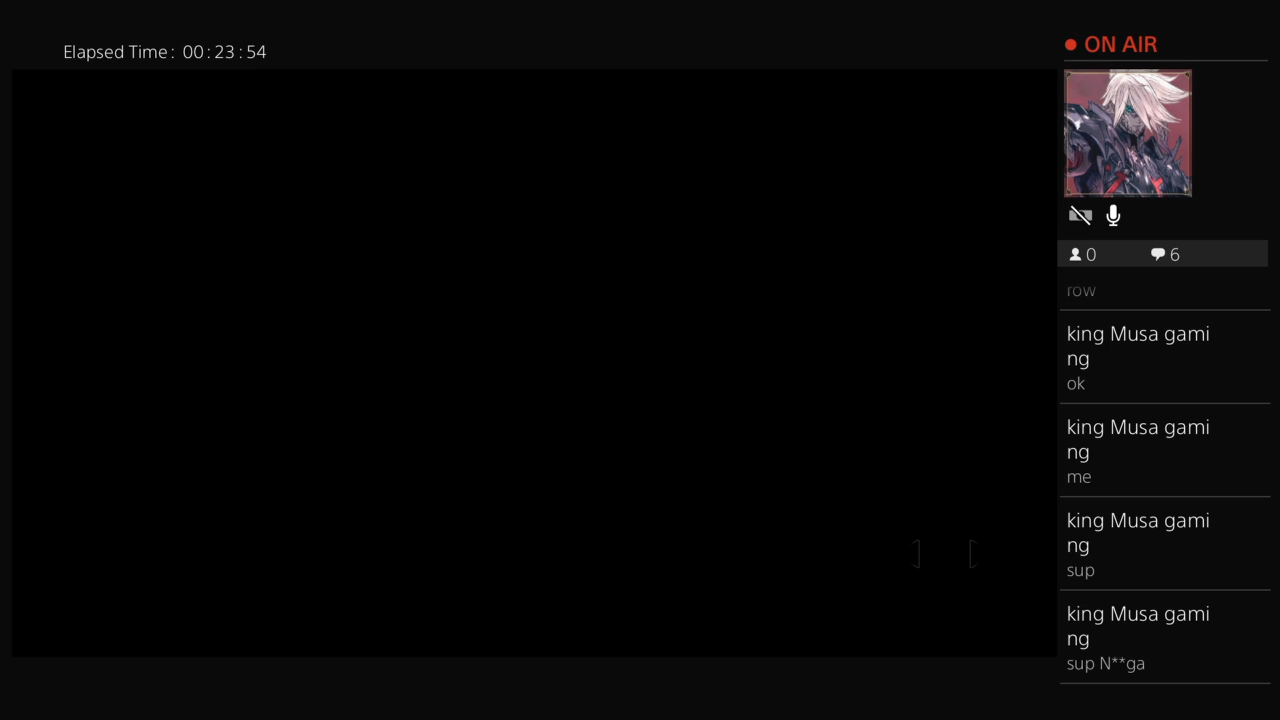 Elapsed Time: 00:23:54
ON AIR
0 6
row
king Musa gami
ng
ok
king Musa gami
ng
me
king Musa gami
ng
sup
king Musa gami
ng
sup N**ga